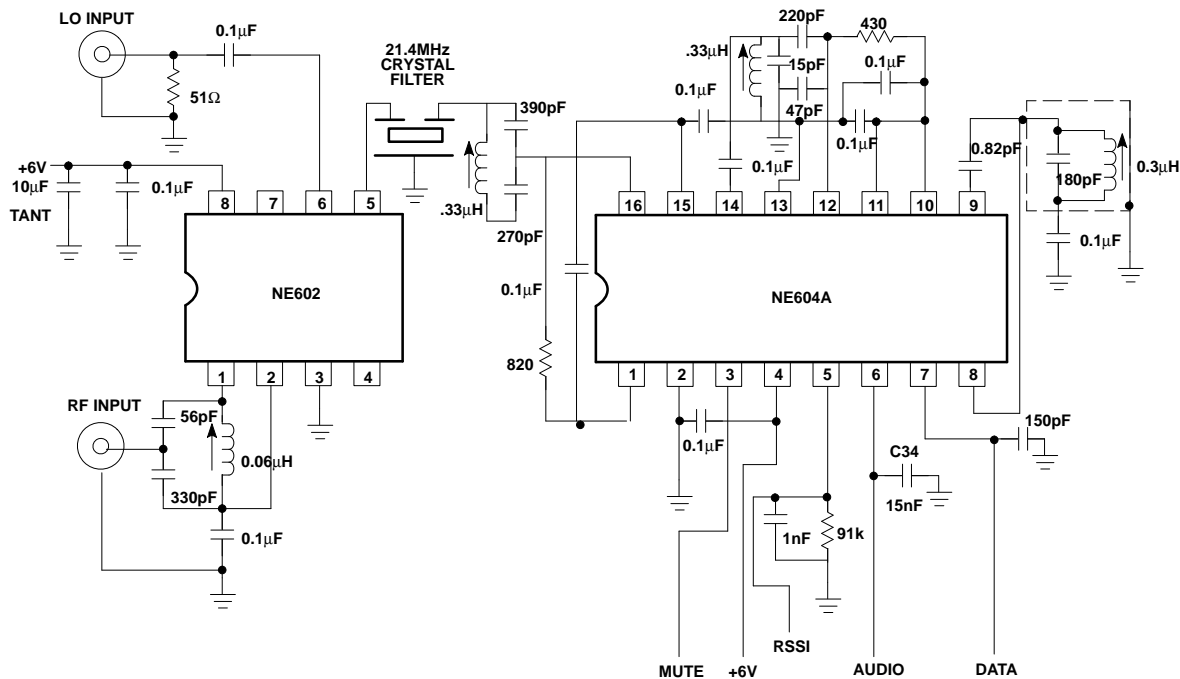 LO INPUT
0.1µF
51Ω
+6V
10µF
TANT
0.1µF
21.4MHz
CRYSTAL
FILTER
390pF
.33µH
270pF
8 7 6 5
NE602
1 2 3 4
RF INPUT
56pF
0.06µH
330pF
0.1µF
0.1µF
820
0.1µF
.33µH
220pF
430
15pF
47pF
0.1µF
0.1µF
0.1µF
0.82pF
180pF
0.3µH
0.1µF
16 15 14 13 12 11 10 9
NE604A
1 2 3 4 5 6 7 8
0.1µF
1nF
91k
C34
15nF
150pF
MUTE
+6V
RSSI
AUDIO
DATA